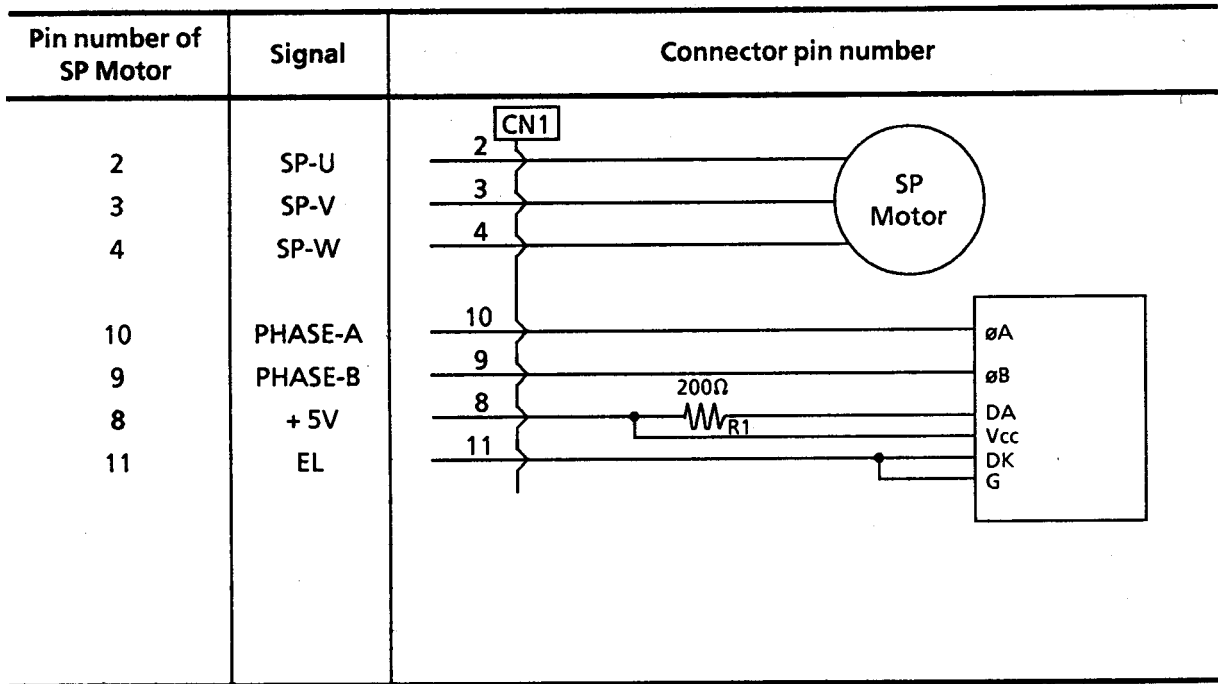 Pin number of
SP Motor
Signal
Connector pin number
CN1
2 SP-U 2
3 SP-V 3
4 SP-W 4
SP
Motor
10 PHASE-A 10 øA
9 PHASE-B 9 øB
200Ω
8 +5V 8 R1 DA
Vcc
11 EL 11 DK
G